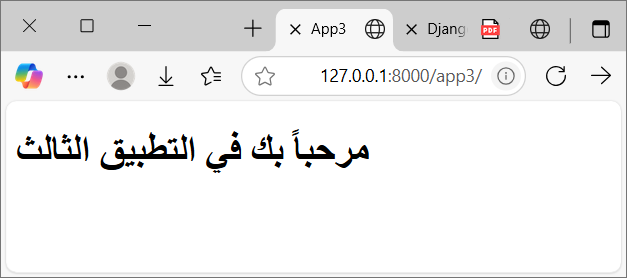 App3
Djang
PDF
127.0.0.1:8000/app3/
مرحباً بك في التطبيق الثالث